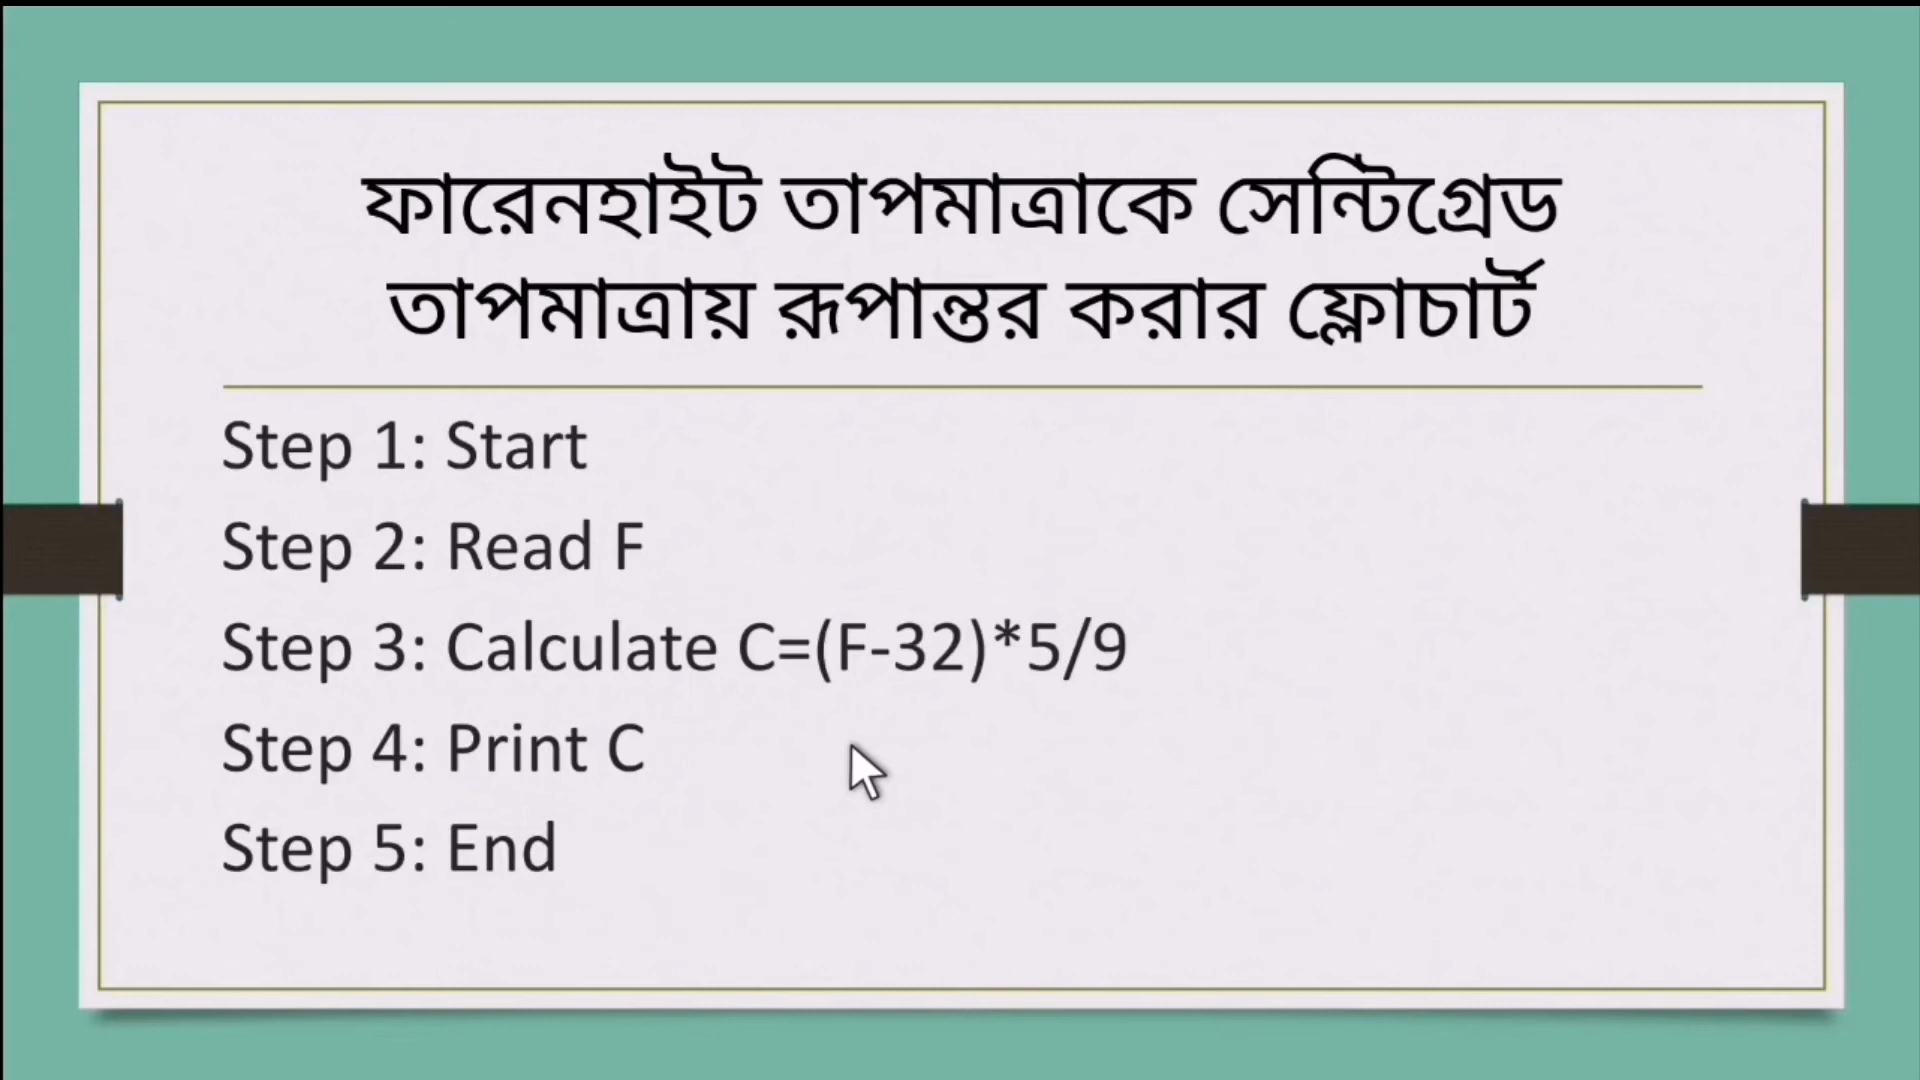 ফারেনহাইট তাপমাত্রাকে সেন্টিগ্রেড
তাপমাত্রায় রূপান্তর করার ফ্লোচার্ট
Step 1: Start
Step 2: Read F
Step 3: Calculate C=(F-32)*5/9
Step 4: Print C
Step 5: End